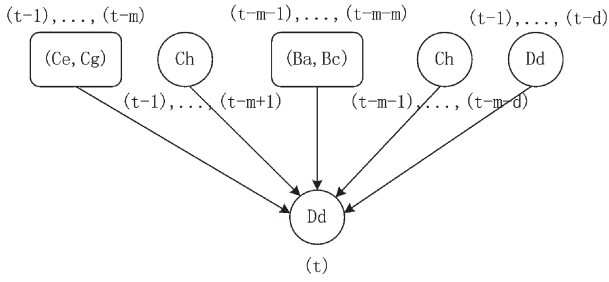 (t-1),..., (t-m)
(t-m-1),..., (t-m-m)
(t-1),..., (t-d)
(Ce,Cg)
Ch
(Ba,Bc)
Ch
Dd
(t-1),..., (t-m+1)
(t-m-1),..., (t-m-d)
Dd
(t)